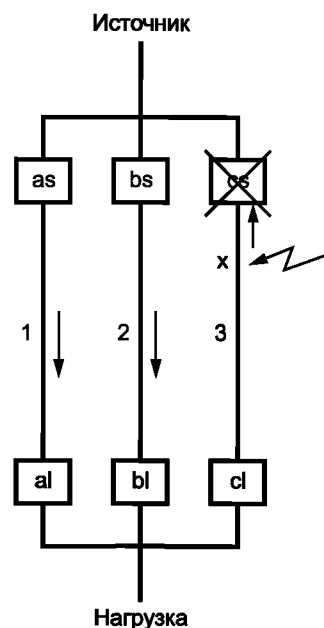 Источник
as bs cs
x
1 2 3
al bl cl
Нагрузка